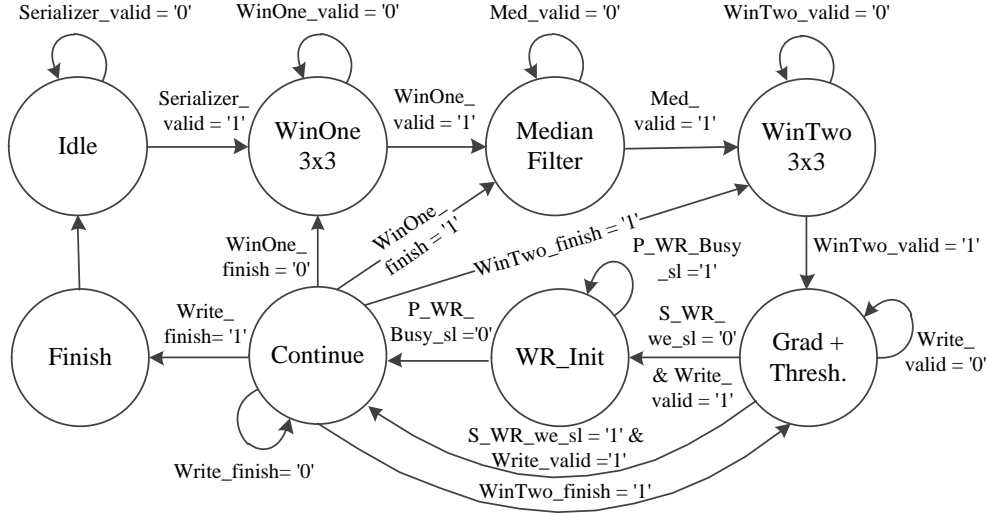 Serializer_valid = '0'
WinOne_valid = '0'
Med_valid = '0'
WinTwo_valid = '0'
Idle
Serializer_
valid = '1'
WinOne
3x3
WinOne_
valid = '1'
Median
Filter
Med_
valid = '1'
WinTwo
3x3
WinOne_
finish = '0'
WinOne_
finish = '1'
WinTwo_finish = '1'
P_WR_Busy
_sl='1'
WinTwo_valid = '1'
Finish
Write_
finish= '1'
Continue
P_WR_
Busy_sl='0'
WR_Init
S_WR_
we_sl = '0'
& Write_
valid = '1'
Grad +
Thresh.
Write_
valid = '0'
Write_finish= '0'
S_WR_we_sl = '1' &
Write_valid ='1'
WinTwo_finish = '1'